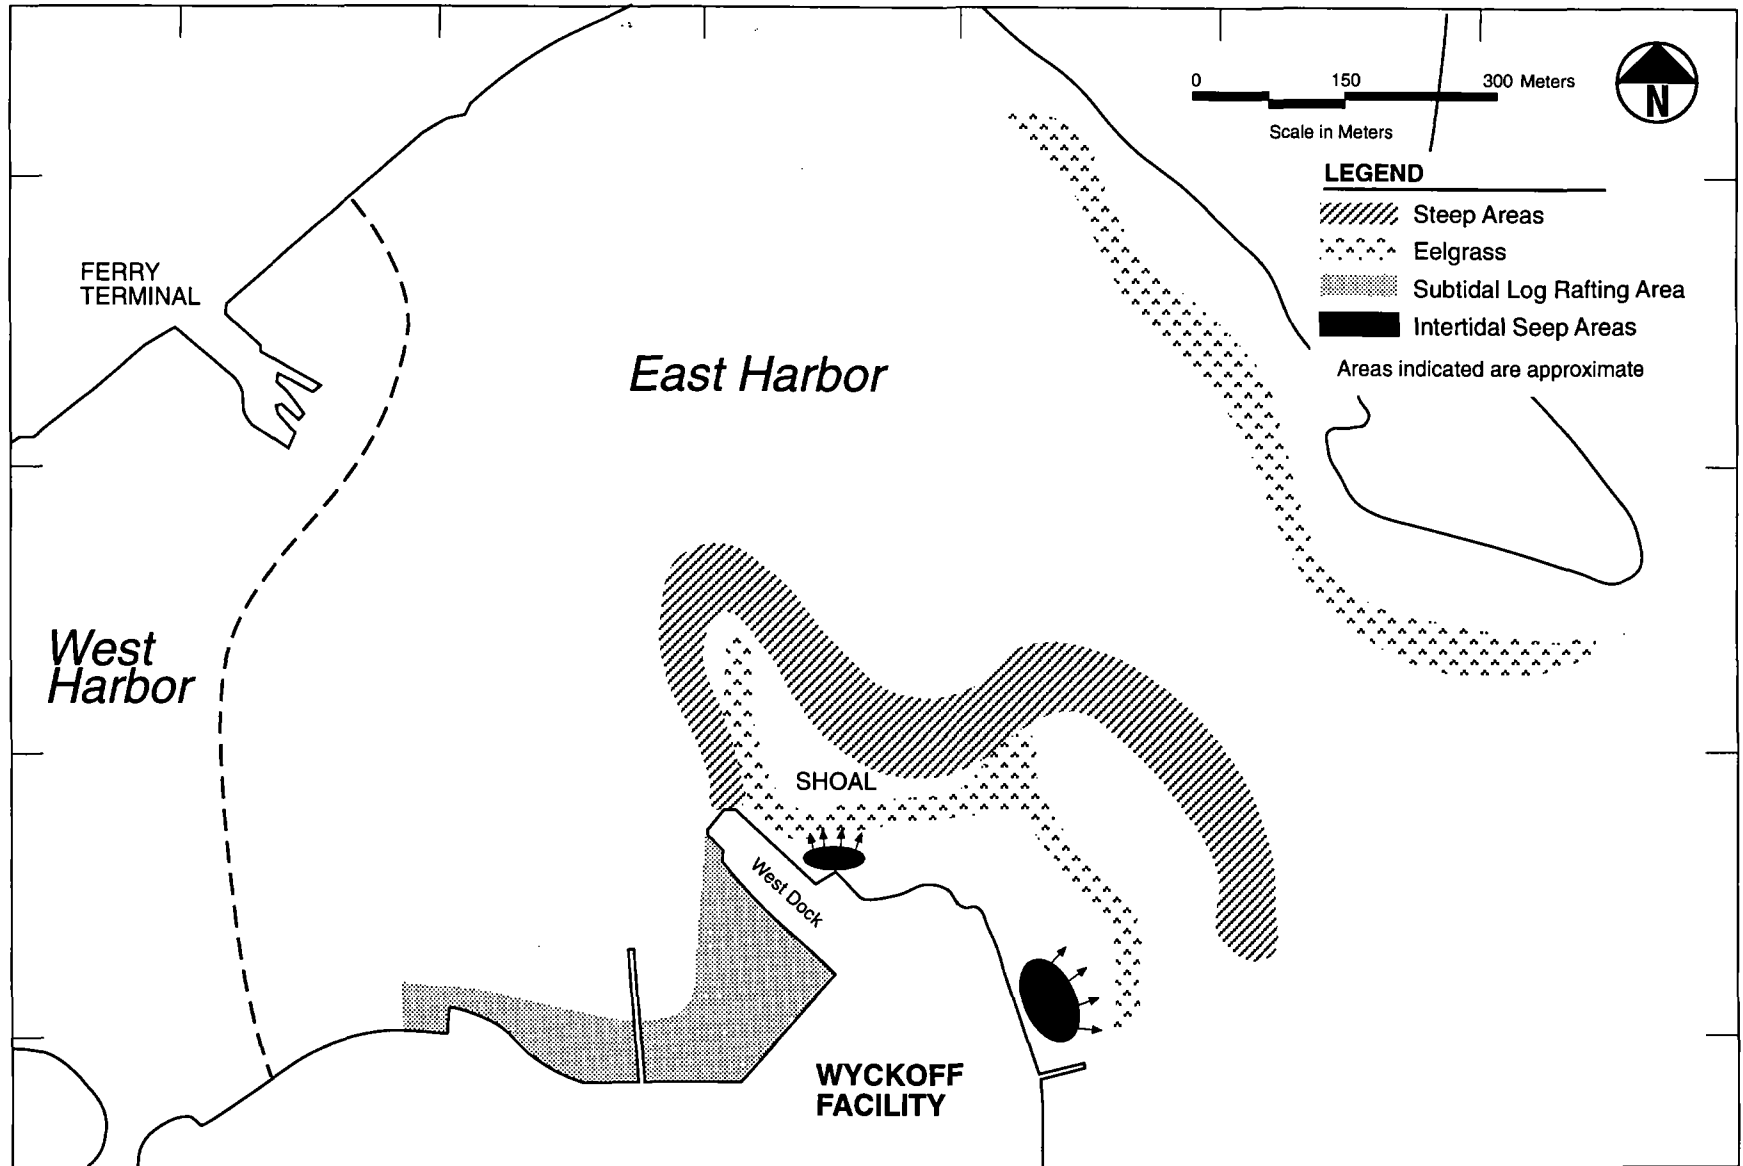 0 150 300 Meters
Scale in Meters
N
LEGEND
Steep Areas
Eelgrass
Subtidal Log Rafting Area
Intertidal Seep Areas
Areas indicated are approximate
FERRY
TERMINAL
East Harbor
West
Harbor
SHOAL
West Dock
WYCKOFF
FACILITY